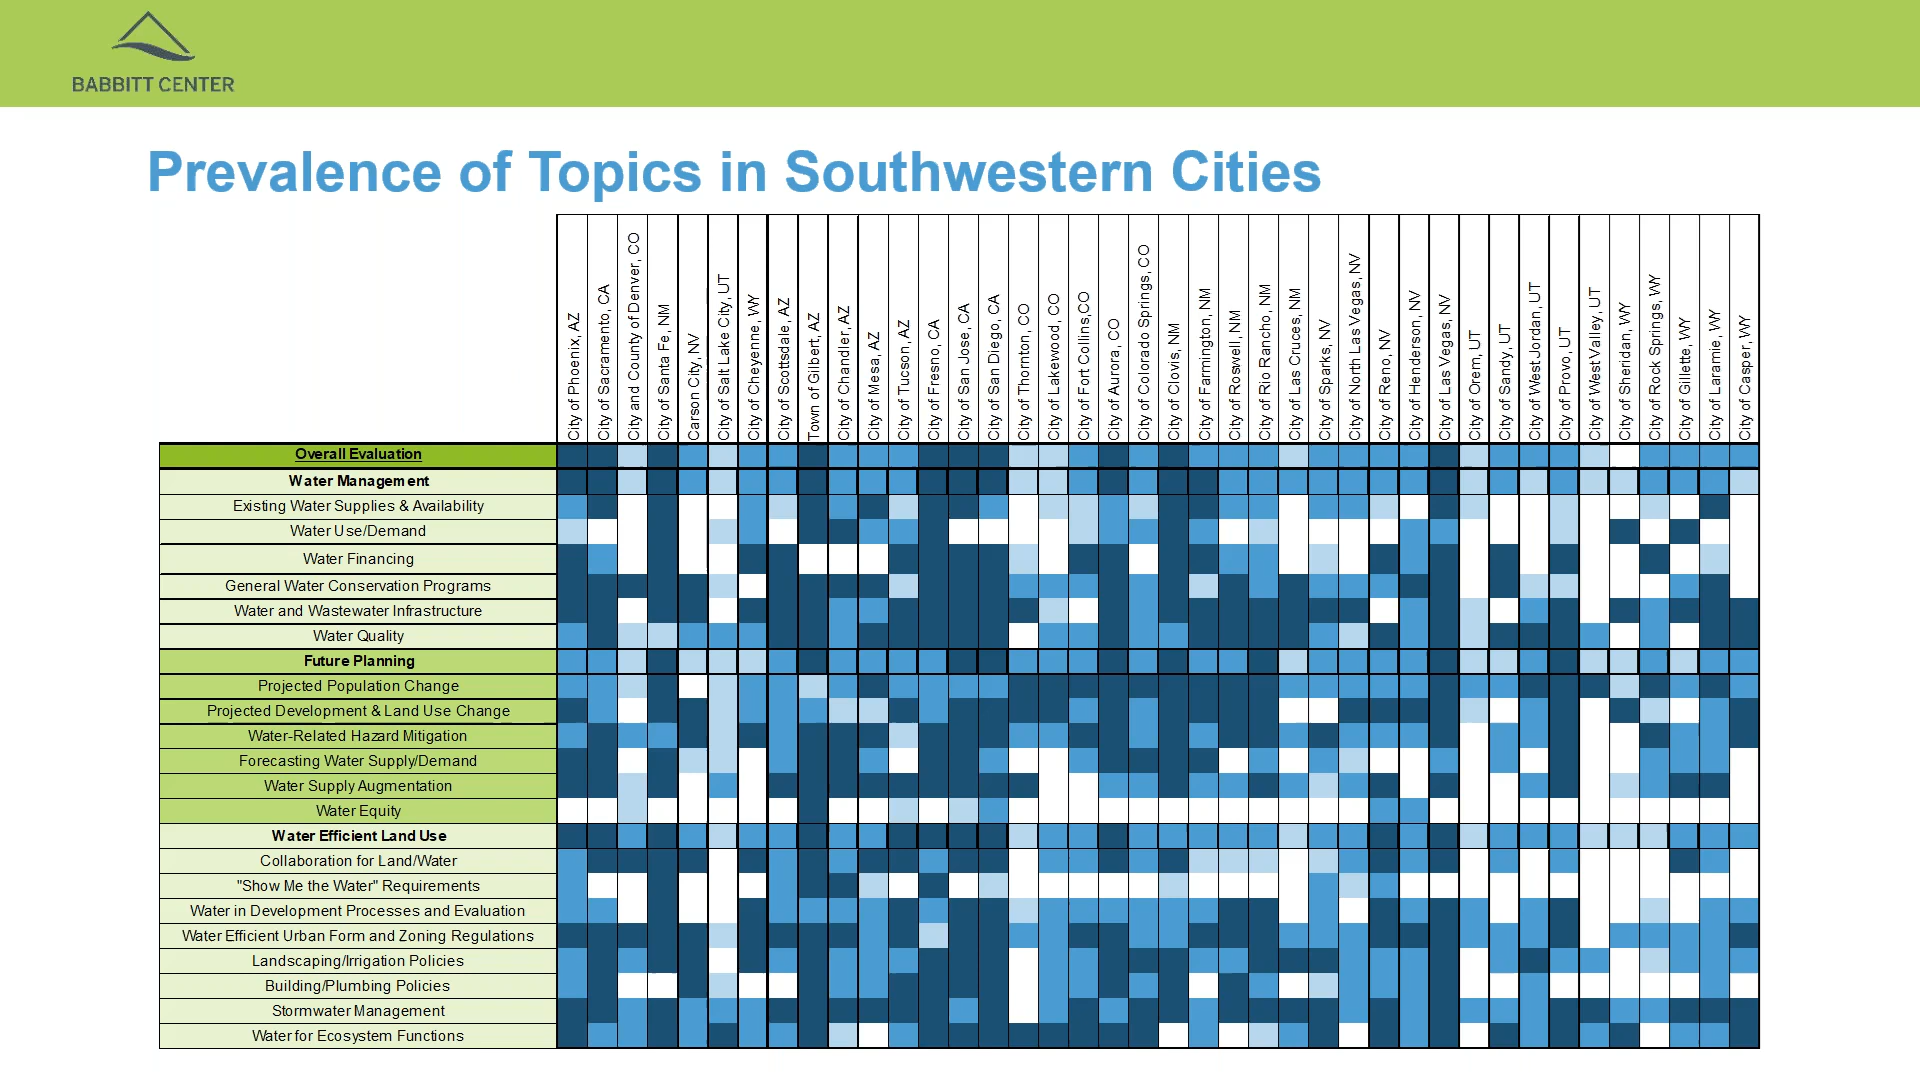 BABBITT CENTER
Prevalence of Topics in Southwestern Cities
City of Phoenix, AZ
City of Sacramento, CA
City and County of Denver, CO
City of Santa Fe, NM
Carson City, NV
City of Salt Lake City, UT
City of Cheyenne, WY
City of Scottsdale, AZ
Town of Gilbert, AZ
City of Chandler, AZ
City of Mesa, AZ
City of Tucson, AZ
City of Fresno, CA
City of San Jose, CA
City of San Diego, CA
City of Thornton, CO
City of Lakewood, CO
City of Fort Collins,CO
City of Aurora, CO
City of Colorado Springs, CO
City of Clovis, NM
City of Farmington, NM
City of Roswell, NM
City of Rio Rancho, NM
City of Las Cruces, NM
City of Sparks, NV
City of North Las Vegas, NV
City of Reno, NV
City of Henderson, NV
City of Las Vegas, NV
City of Orem, UT
City of Sandy, UT
City of West Jordan, UT
City of Provo, UT
City of West Valley, UT
City of Sheridan, WY
City of Rock Springs, WY
City of Gillette, WY
City of Laramie, WY
City of Casper, WY
Overall Evaluation
Water Management
Existing Water Supplies & Availability
Water Use/Demand
Water Financing
General Water Conservation Programs
Water and Wastewater Infrastructure
Water Quality
Future Planning
Projected Population Change
Projected Development & Land Use Change
Water-Related Hazard Mitigation
Forecasting Water Supply/Demand
Water Supply Augmentation
Water Equity
Water Efficient Land Use
Collaboration for Land/Water
"Show Me the Water" Requirements
Water in Development Processes and Evaluation
Water Efficient Urban Form and Zoning Regulations
Landscaping/Irrigation Policies
Building/Plumbing Policies
Stormwater Management
Water for Ecosystem Functions